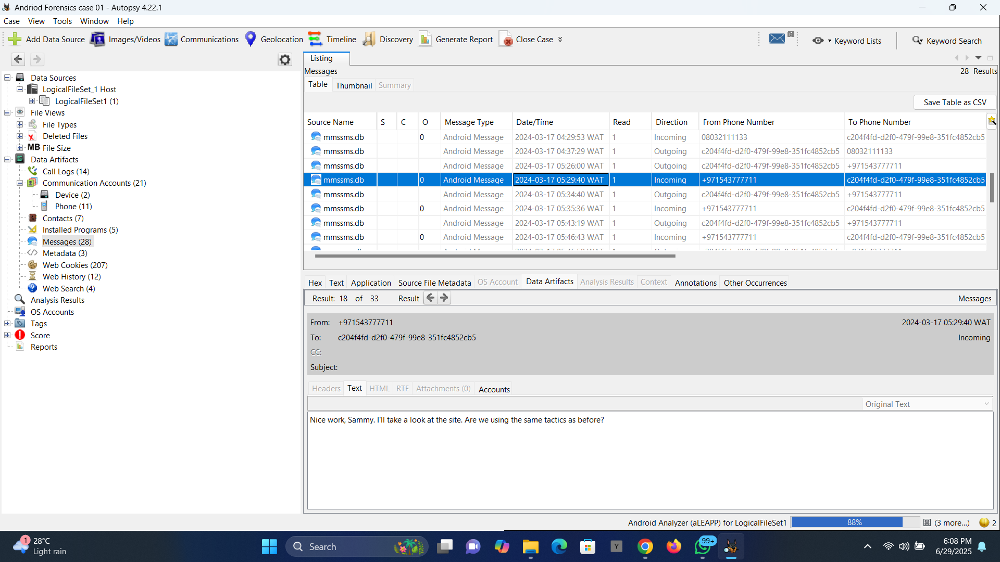 Andriod Forensics case 01 - Autopsy 4.22.1
Case View Tools Window Help
Add Data Source Images/Videos Communications Geolocation Timeline Discovery Generate Report Close Case 6 Keyword Lists Keyword Search
Listing
Messages 28 Results
Table Thumbnail Summary
Save Table as CSV
Data Sources
LogicalFileSet_1 Host
LogicalFileSet1 (1)
File Views
File Types
Deleted Files
MB File Size
Data Artifacts
Call Logs (14)
Communication Accounts (21)
Device (2)
Phone (11)
Contacts (7)
Installed Programs (5)
Messages (28)
Metadata (3)
Web Cookies (207)
Web History (12)
Web Search (4)
Analysis Results
OS Accounts
Tags
Score
Reports
Source Name S C O Message Type Date/Time Read Direction From Phone Number To Phone Number
mmssms.db 0 Android Message 2024-03-17 04:29:53 WAT 1 Incoming 08032111133 c204f4fd-d2f0-479f-99e8-351fc4852cb5
mmssms.db Android Message 2024-03-17 04:37:29 WAT 1 Outgoing c204f4fd-d2f0-479f-99e8-351fc4852cb5 08032111133
mmssms.db Android Message 2024-03-17 05:26:00 WAT 1 Outgoing c204f4fd-d2f0-479f-99e8-351fc4852cb5 +971543777711
mmssms.db 0 Android Message 2024-03-17 05:29:40 WAT 1 Incoming +971543777711 c204f4fd-d2f0-479f-99e8-351fc4852cb5
mmssms.db Android Message 2024-03-17 05:34:40 WAT 1 Outgoing c204f4fd-d2f0-479f-99e8-351fc4852cb5 +971543777711
mmssms.db 0 Android Message 2024-03-17 05:35:36 WAT 1 Incoming +971543777711 c204f4fd-d2f0-479f-99e8-351fc4852cb5
mmssms.db Android Message 2024-03-17 05:43:19 WAT 1 Outgoing c204f4fd-d2f0-479f-99e8-351fc4852cb5 +971543777711
mmssms.db 0 Android Message 2024-03-17 05:46:43 WAT 1 Incoming +971543777711 c204f4fd-d2f0-479f-99e8-351fc4852cb5
Hex Text Application Source File Metadata OS Account Data Artifacts Analysis Results Context Annotations Other Occurrences
Result: 18 of 33 Result Messages
From: +971543777711 2024-03-17 05:29:40 WAT
To: c204f4fd-d2f0-479f-99e8-351fc4852cb5 Incoming
CC:
Subject:
Headers Text HTML RTF Attachments (0) Accounts
Original Text
Nice work, Sammy. I'll take a look at the site. Are we using the same tactics as before?
Android Analyzer (aLEAPP) for LogicalFileSet1 88% (3 more...) 2
1 28°C
Light rain
Search
Y
99+
6:08 PM
6/29/2025